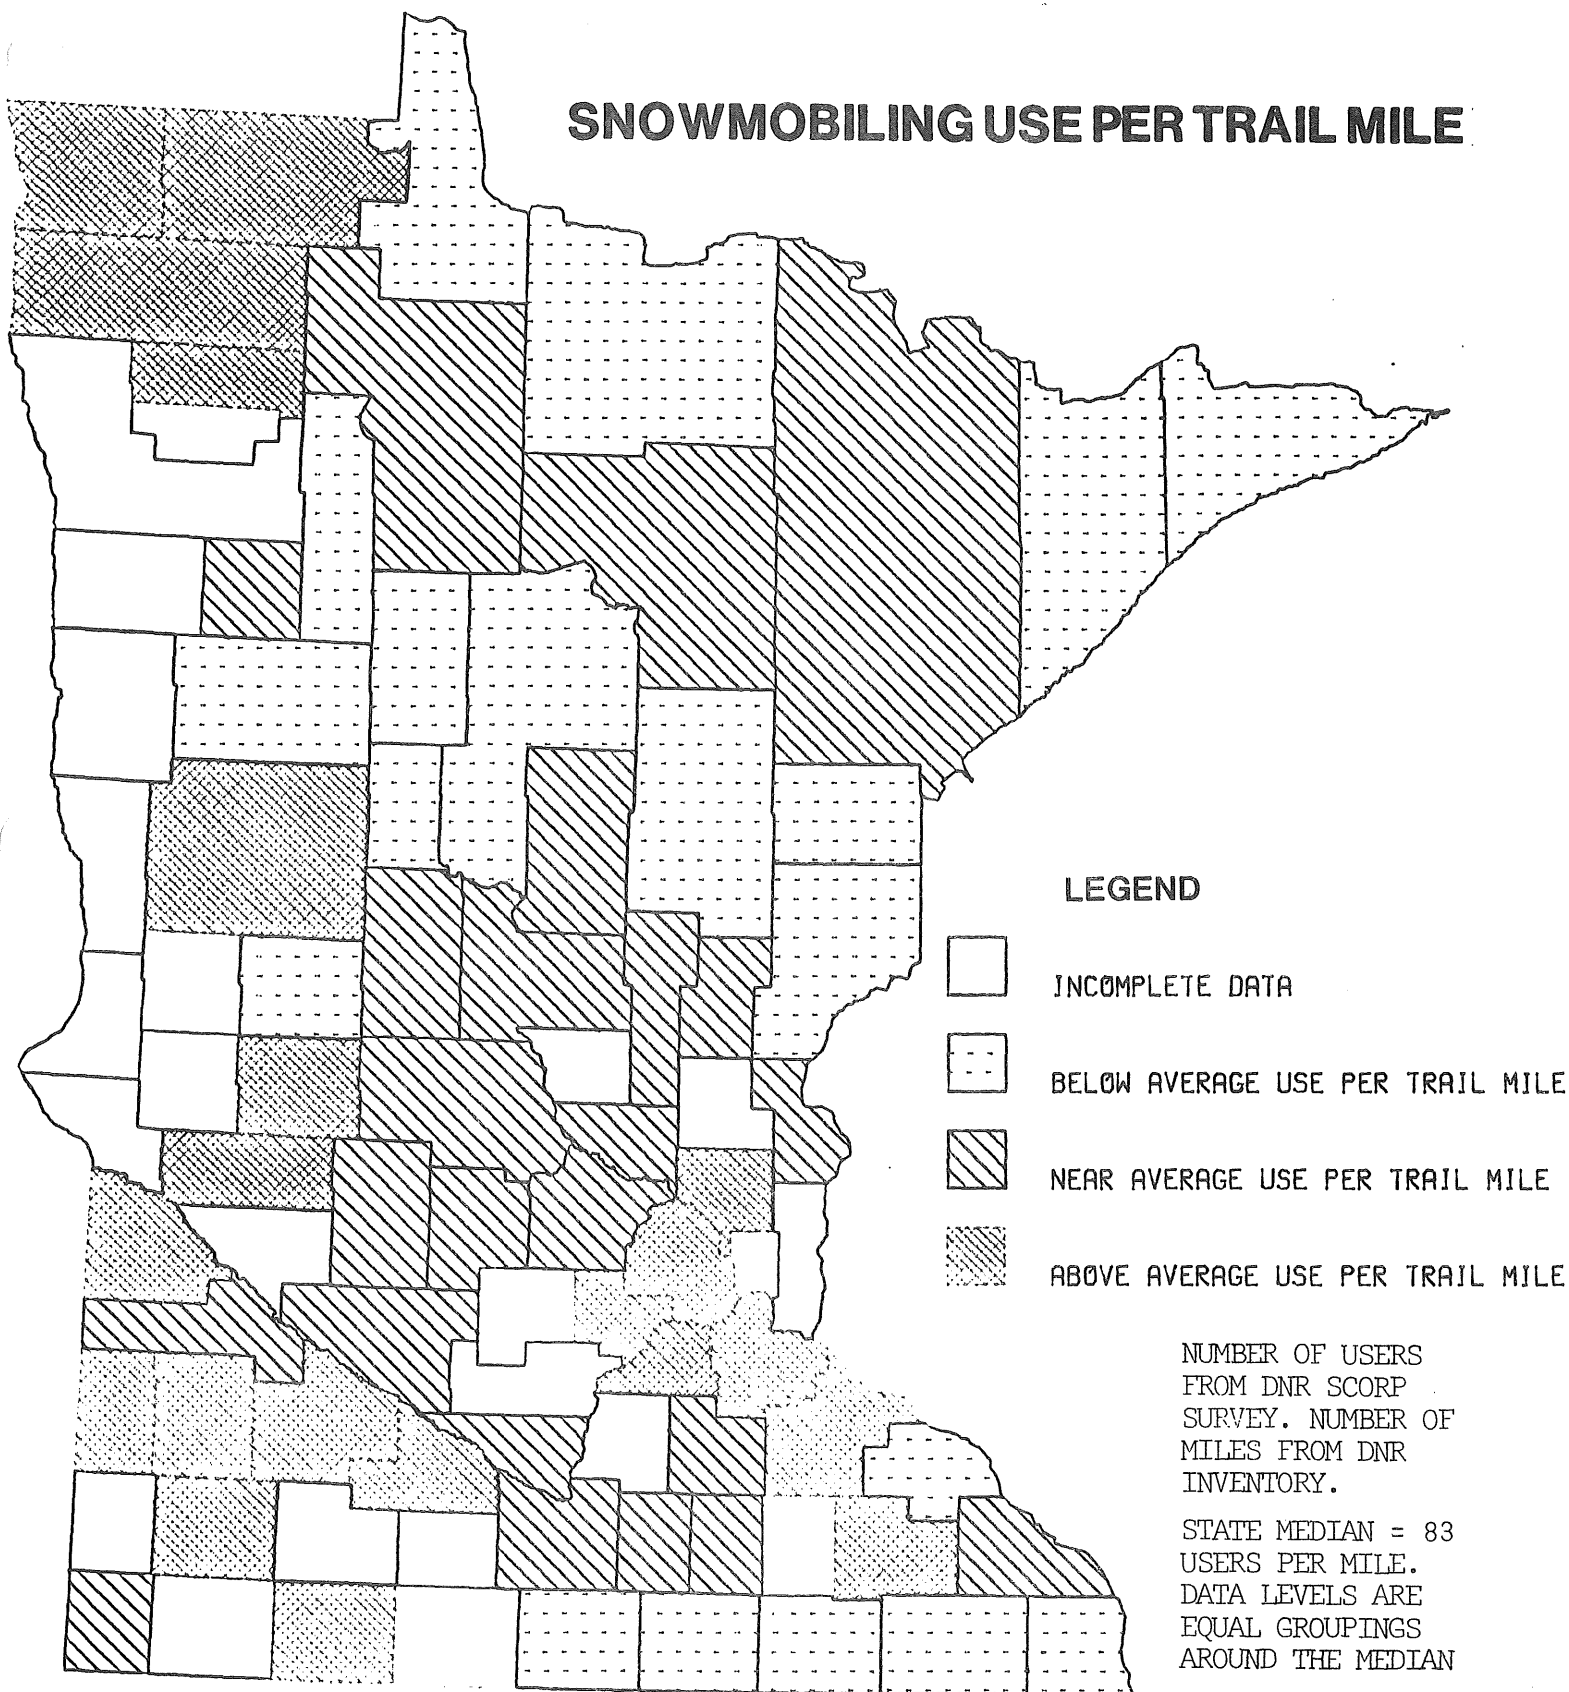 SNOWMOBILING USE PER TRAIL MILE
LEGEND
INCOMPLETE DATA
BELOW AVERAGE USE PER TRAIL MILE
NEAR AVERAGE USE PER TRAIL MILE
ABOVE AVERAGE USE PER TRAIL MILE
NUMBER OF USERS
FROM DNR SCORP
SURVEY. NUMBER OF
MILES FROM DNR
INVENTORY.
STATE MEDIAN = 83
USERS PER MILE.
DATA LEVELS ARE
EQUAL GROUPINGS
AROUND THE MEDIAN